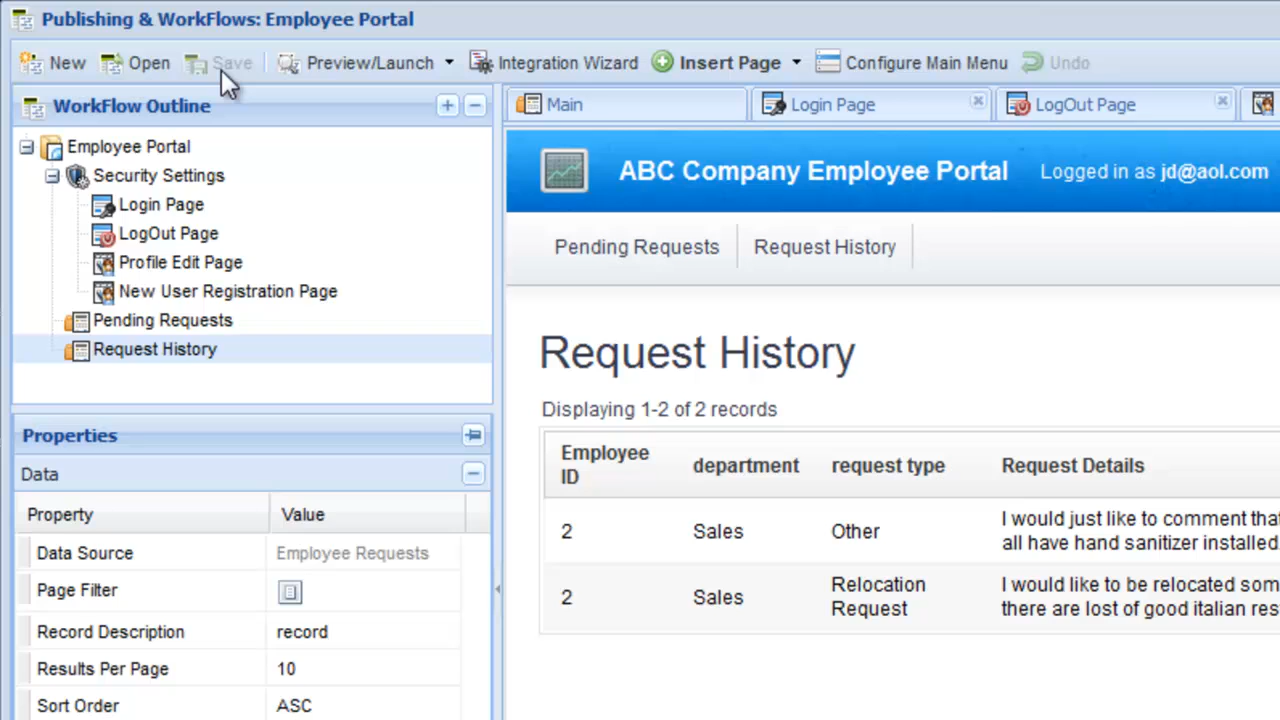 Publishing & WorkFlows: Employee Portal
New Open Save Preview/Launch Integration Wizard Insert Page Configure Main Menu Undo
WorkFlow Outline
Main Login Page LogOut Page
Employee Portal
Security Settings
Login Page
LogOut Page
Profile Edit Page
New User Registration Page
Pending Requests
Request History
ABC Company Employee Portal Logged in as jd@aol.com
Pending Requests Request History
Request History
Displaying 1-2 of 2 records
Employee ID department request type Request Details
2 Sales Other I would just like to comment that
all have hand sanitizer installed.
2 Sales Relocation Request I would like to be relocated som
there are lost of good italian res
Properties
Data
Property Value
Data Source Employee Requests
Page Filter
Record Description record
Results Per Page 10
Sort Order ASC